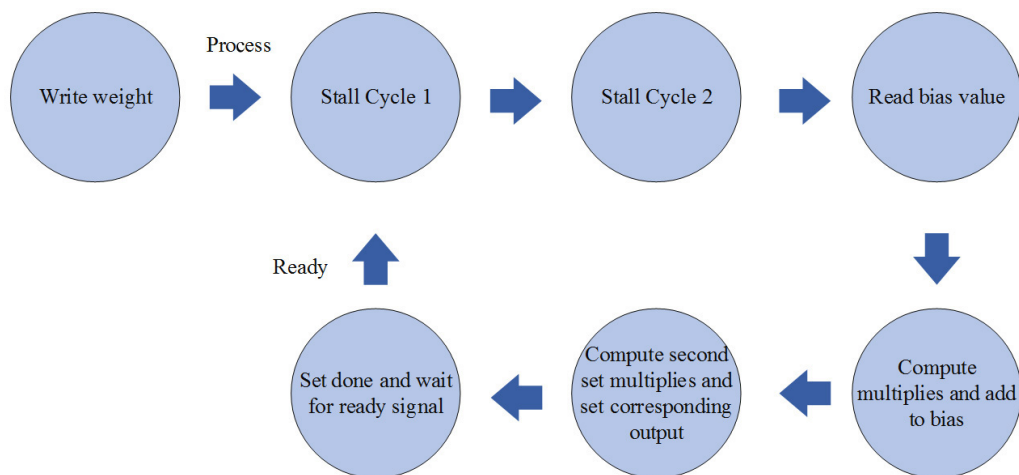 Process
Write weight
Stall Cycle 1
Stall Cycle 2
Read bias value
Ready
Set done and wait
for ready signal
Compute second
set multiplies and
set corresponding
output
Compute
multiplies and add
to bias